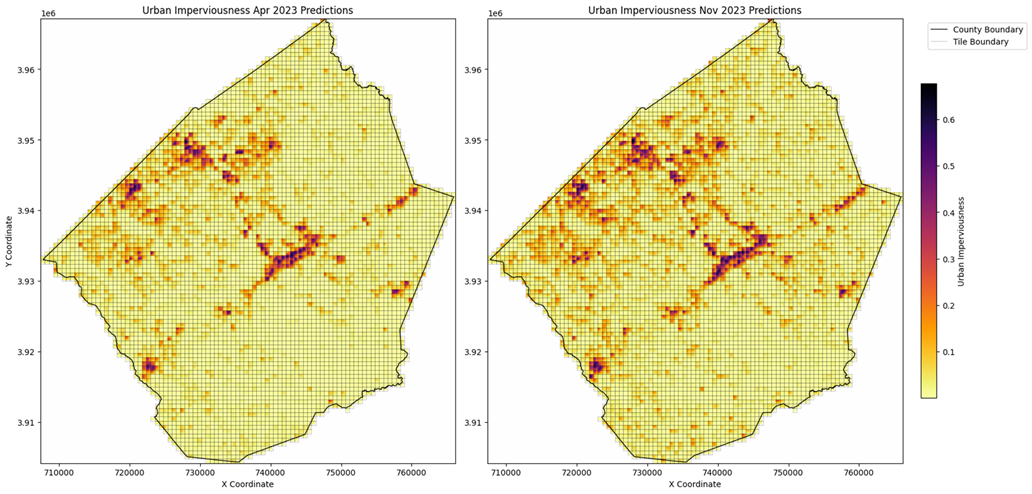 Urban Imperviousness Apr 2023 Predictions
1e6
3.96
3.95
3.94
3.93
3.92
3.91
Y Coordinate
710000 720000 730000 740000 750000 760000
X Coordinate
Urban Imperviousness Nov 2023 Predictions
1e6
3.96
3.95
3.94
3.93
3.92
3.91
710000 720000 730000 740000 750000 760000
X Coordinate
County Boundary
Tile Boundary
0.6
0.5
0.4
0.3
0.2
0.1
Urban Imperviousness